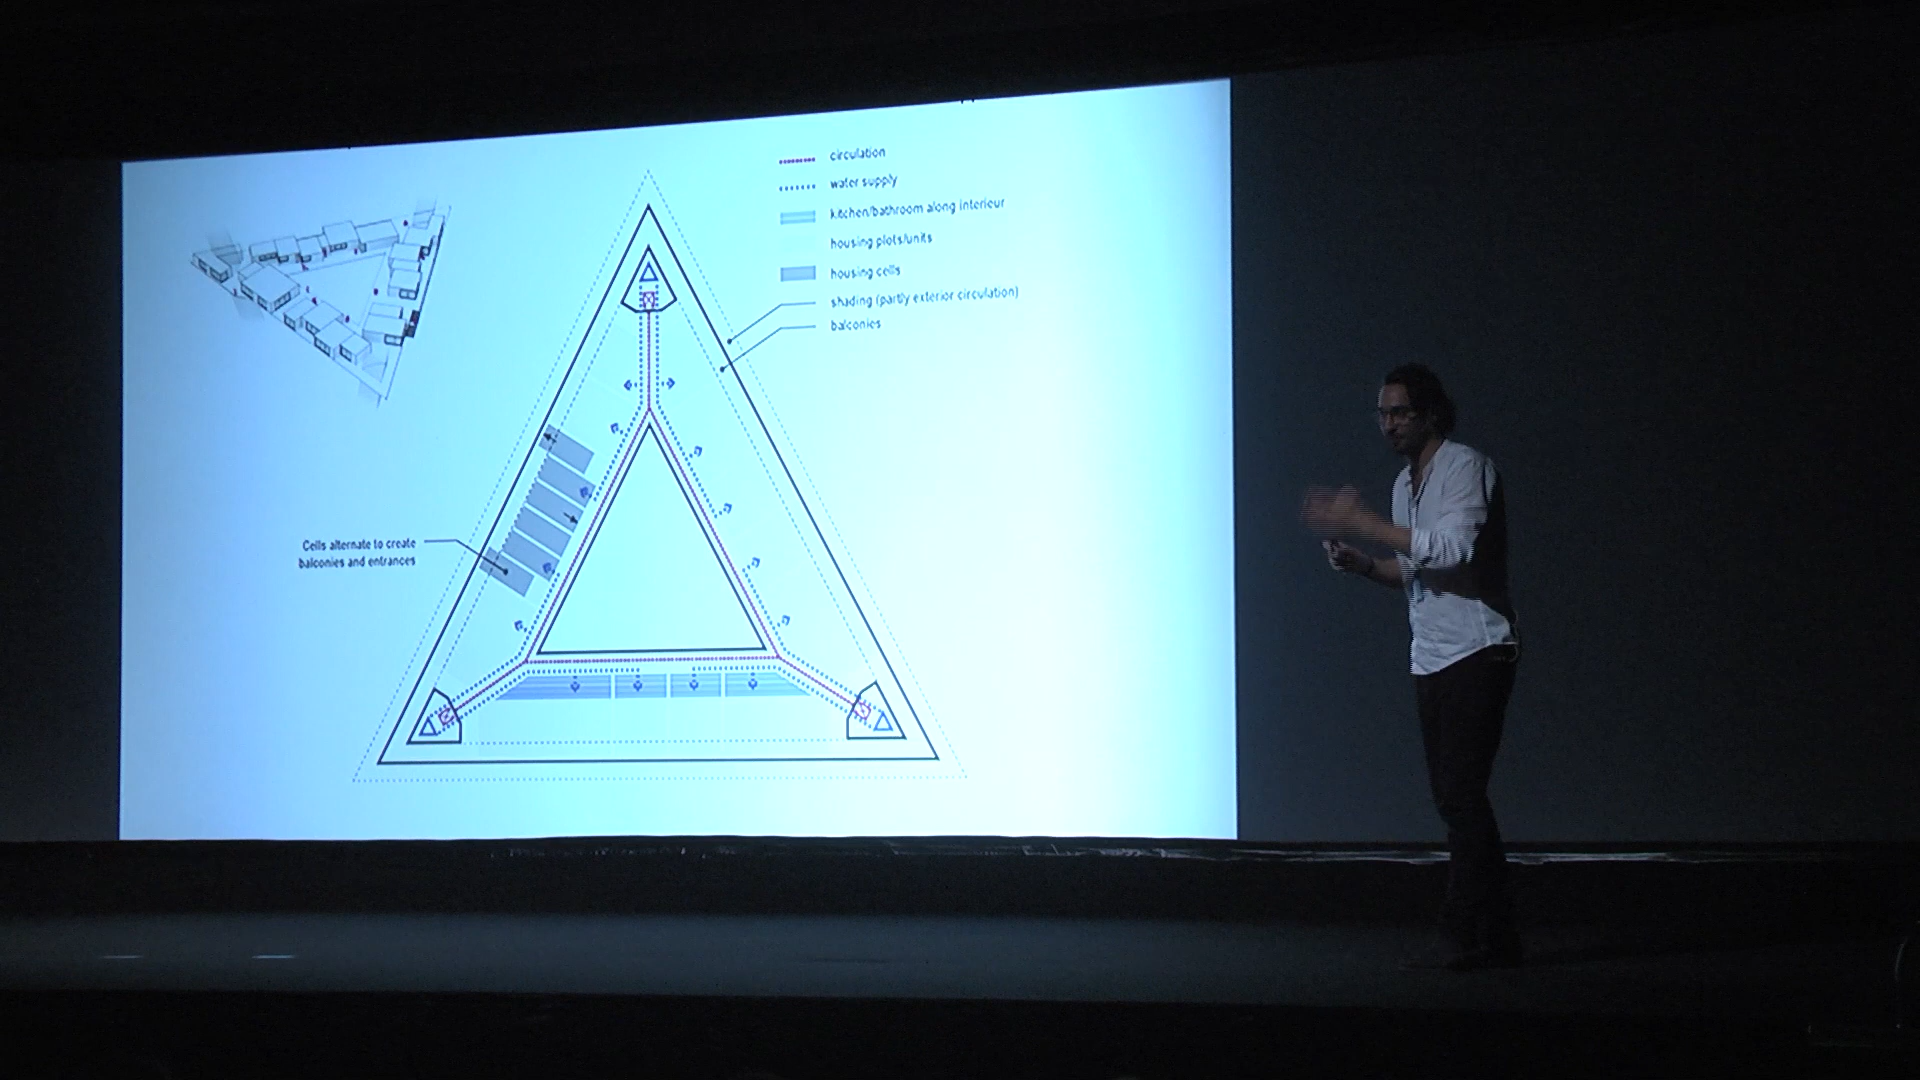 circulation
water supply
kitchen/bathroom along interieur
housing plots/units
housing cells
shading (partly exterior circulation)
balconies
Cells alternate to create
balconies and entrances